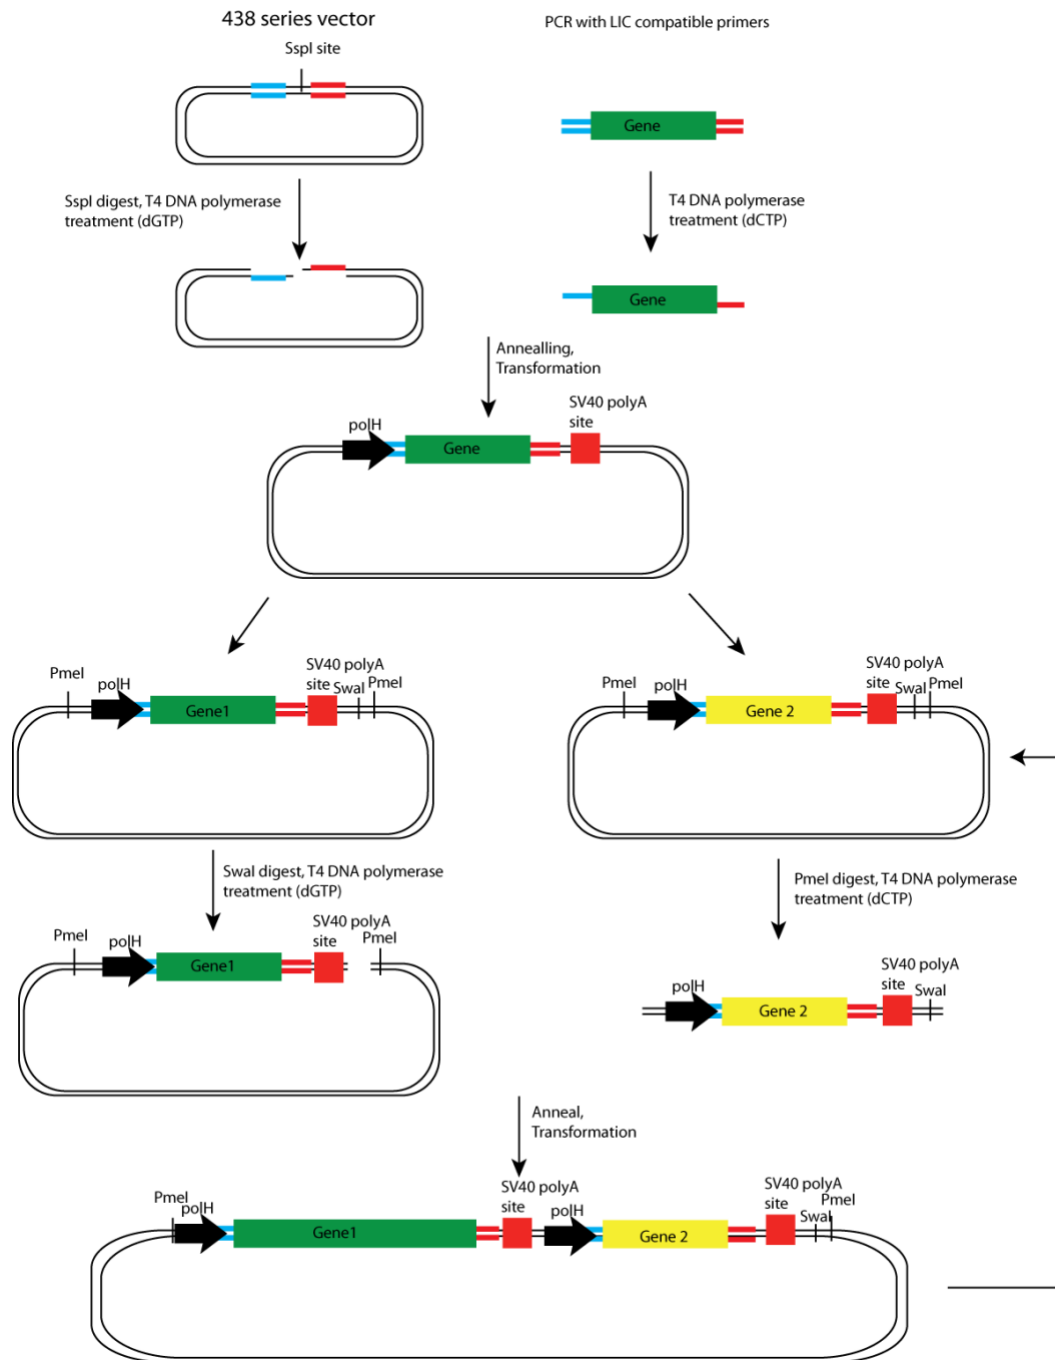 438 series vector
PCR with LIC compatible primers
SspI site
Gene
SspI digest, T4 DNA polymerase
treatment (dGTP)
T4 DNA polymerase
treatment (dCTP)
Gene
Annealling,
Transformation
SV40 polyA
site
polH
Gene
PmeI
polH
SV40 polyA
site
SwaI
PmeI
Gene1
PmeI
polH
SV40 polyA
site
SwaI
PmeI
Gene 2
SwaI digest, T4 DNA polymerase
treatment (dGTP)
PmeI digest, T4 DNA polymerase
treatment (dCTP)
PmeI
polH
SV40 polyA
site
PmeI
Gene1
polH
SV40 polyA
site
SwaI
Gene 2
Anneal,
Transformation
PmeI
polH
SV40 polyA
site
polH
SV40 polyA
site
PmeI
SwaI
Gene1
Gene 2